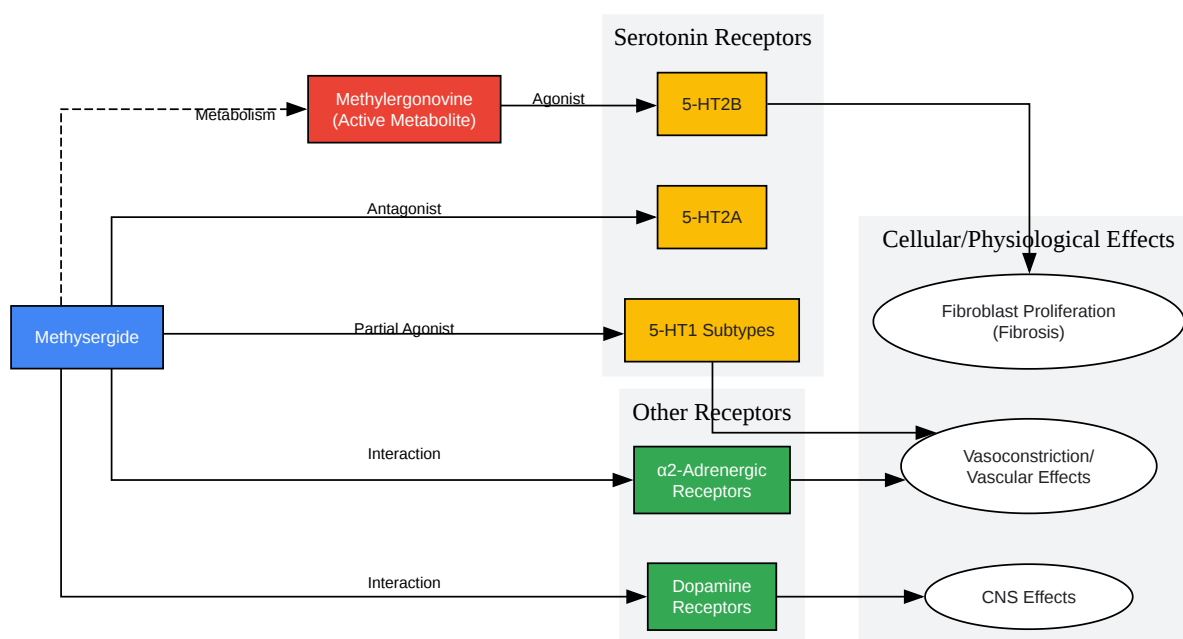 Serotonin Receptors
Methylergonovine
(Active Metabolite)
Metabolism
Agonist
5-HT2B
Antagonist
5-HT2A
Cellular/Physiological Effects
Fibroblast Proliferation
(Fibrosis)
Methysergide
Partial Agonist
5-HT1 Subtypes
Other Receptors
Interaction
α2-Adrenergic
Receptors
Vasoconstriction/
Vascular Effects
Interaction
Dopamine
Receptors
CNS Effects